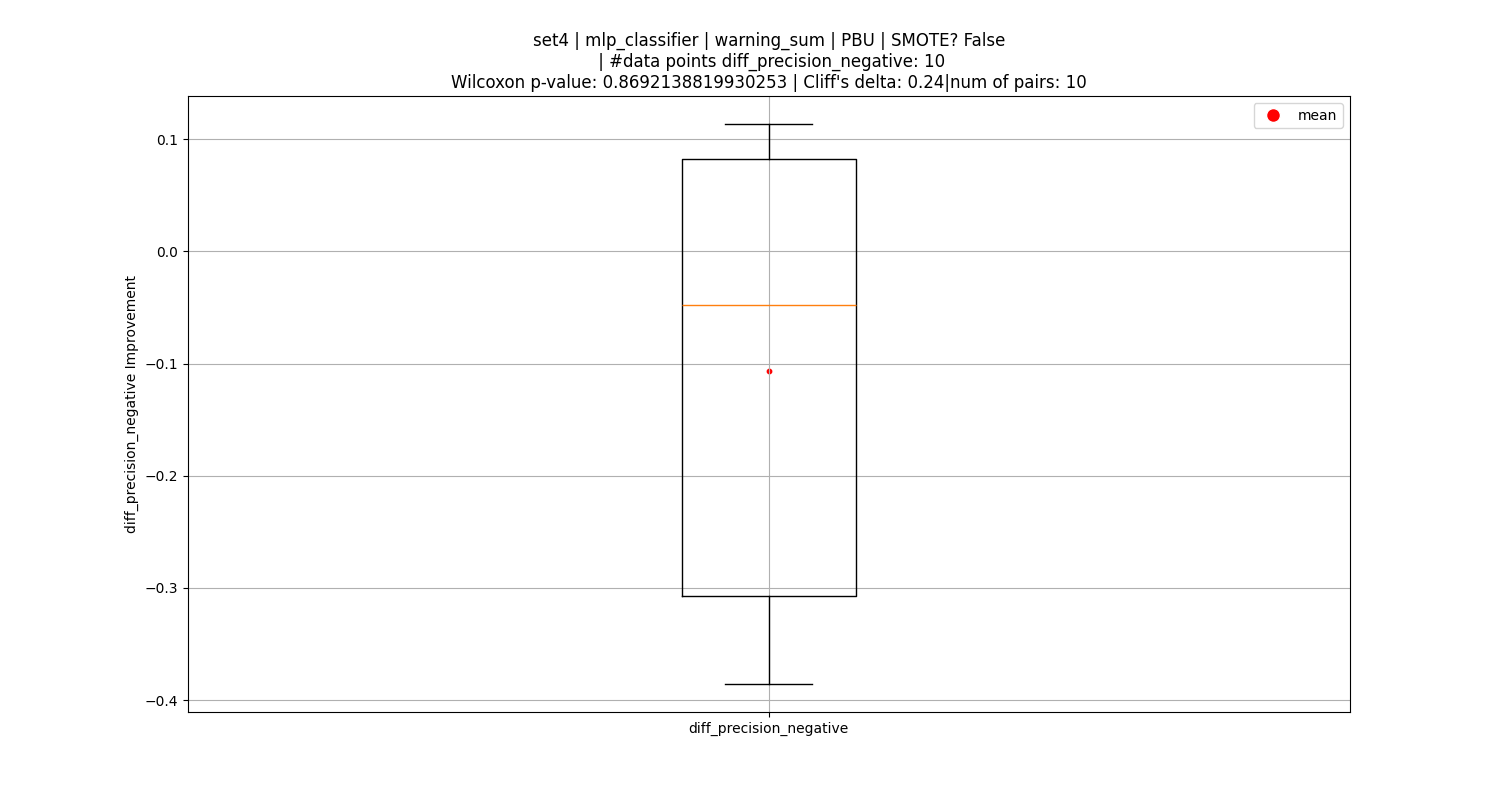 set4 | mlp_classifier | warning_sum | PBU | SMOTE? False
| #data points diff_precision_negative: 10
Wilcoxon p-value: 0.8692138819930253 | Cliff's delta: 0.24|num of pairs: 10
mean
0.1
0.0
−0.1
−0.2
−0.3
−0.4
diff_precision_negative Improvement
diff_precision_negative